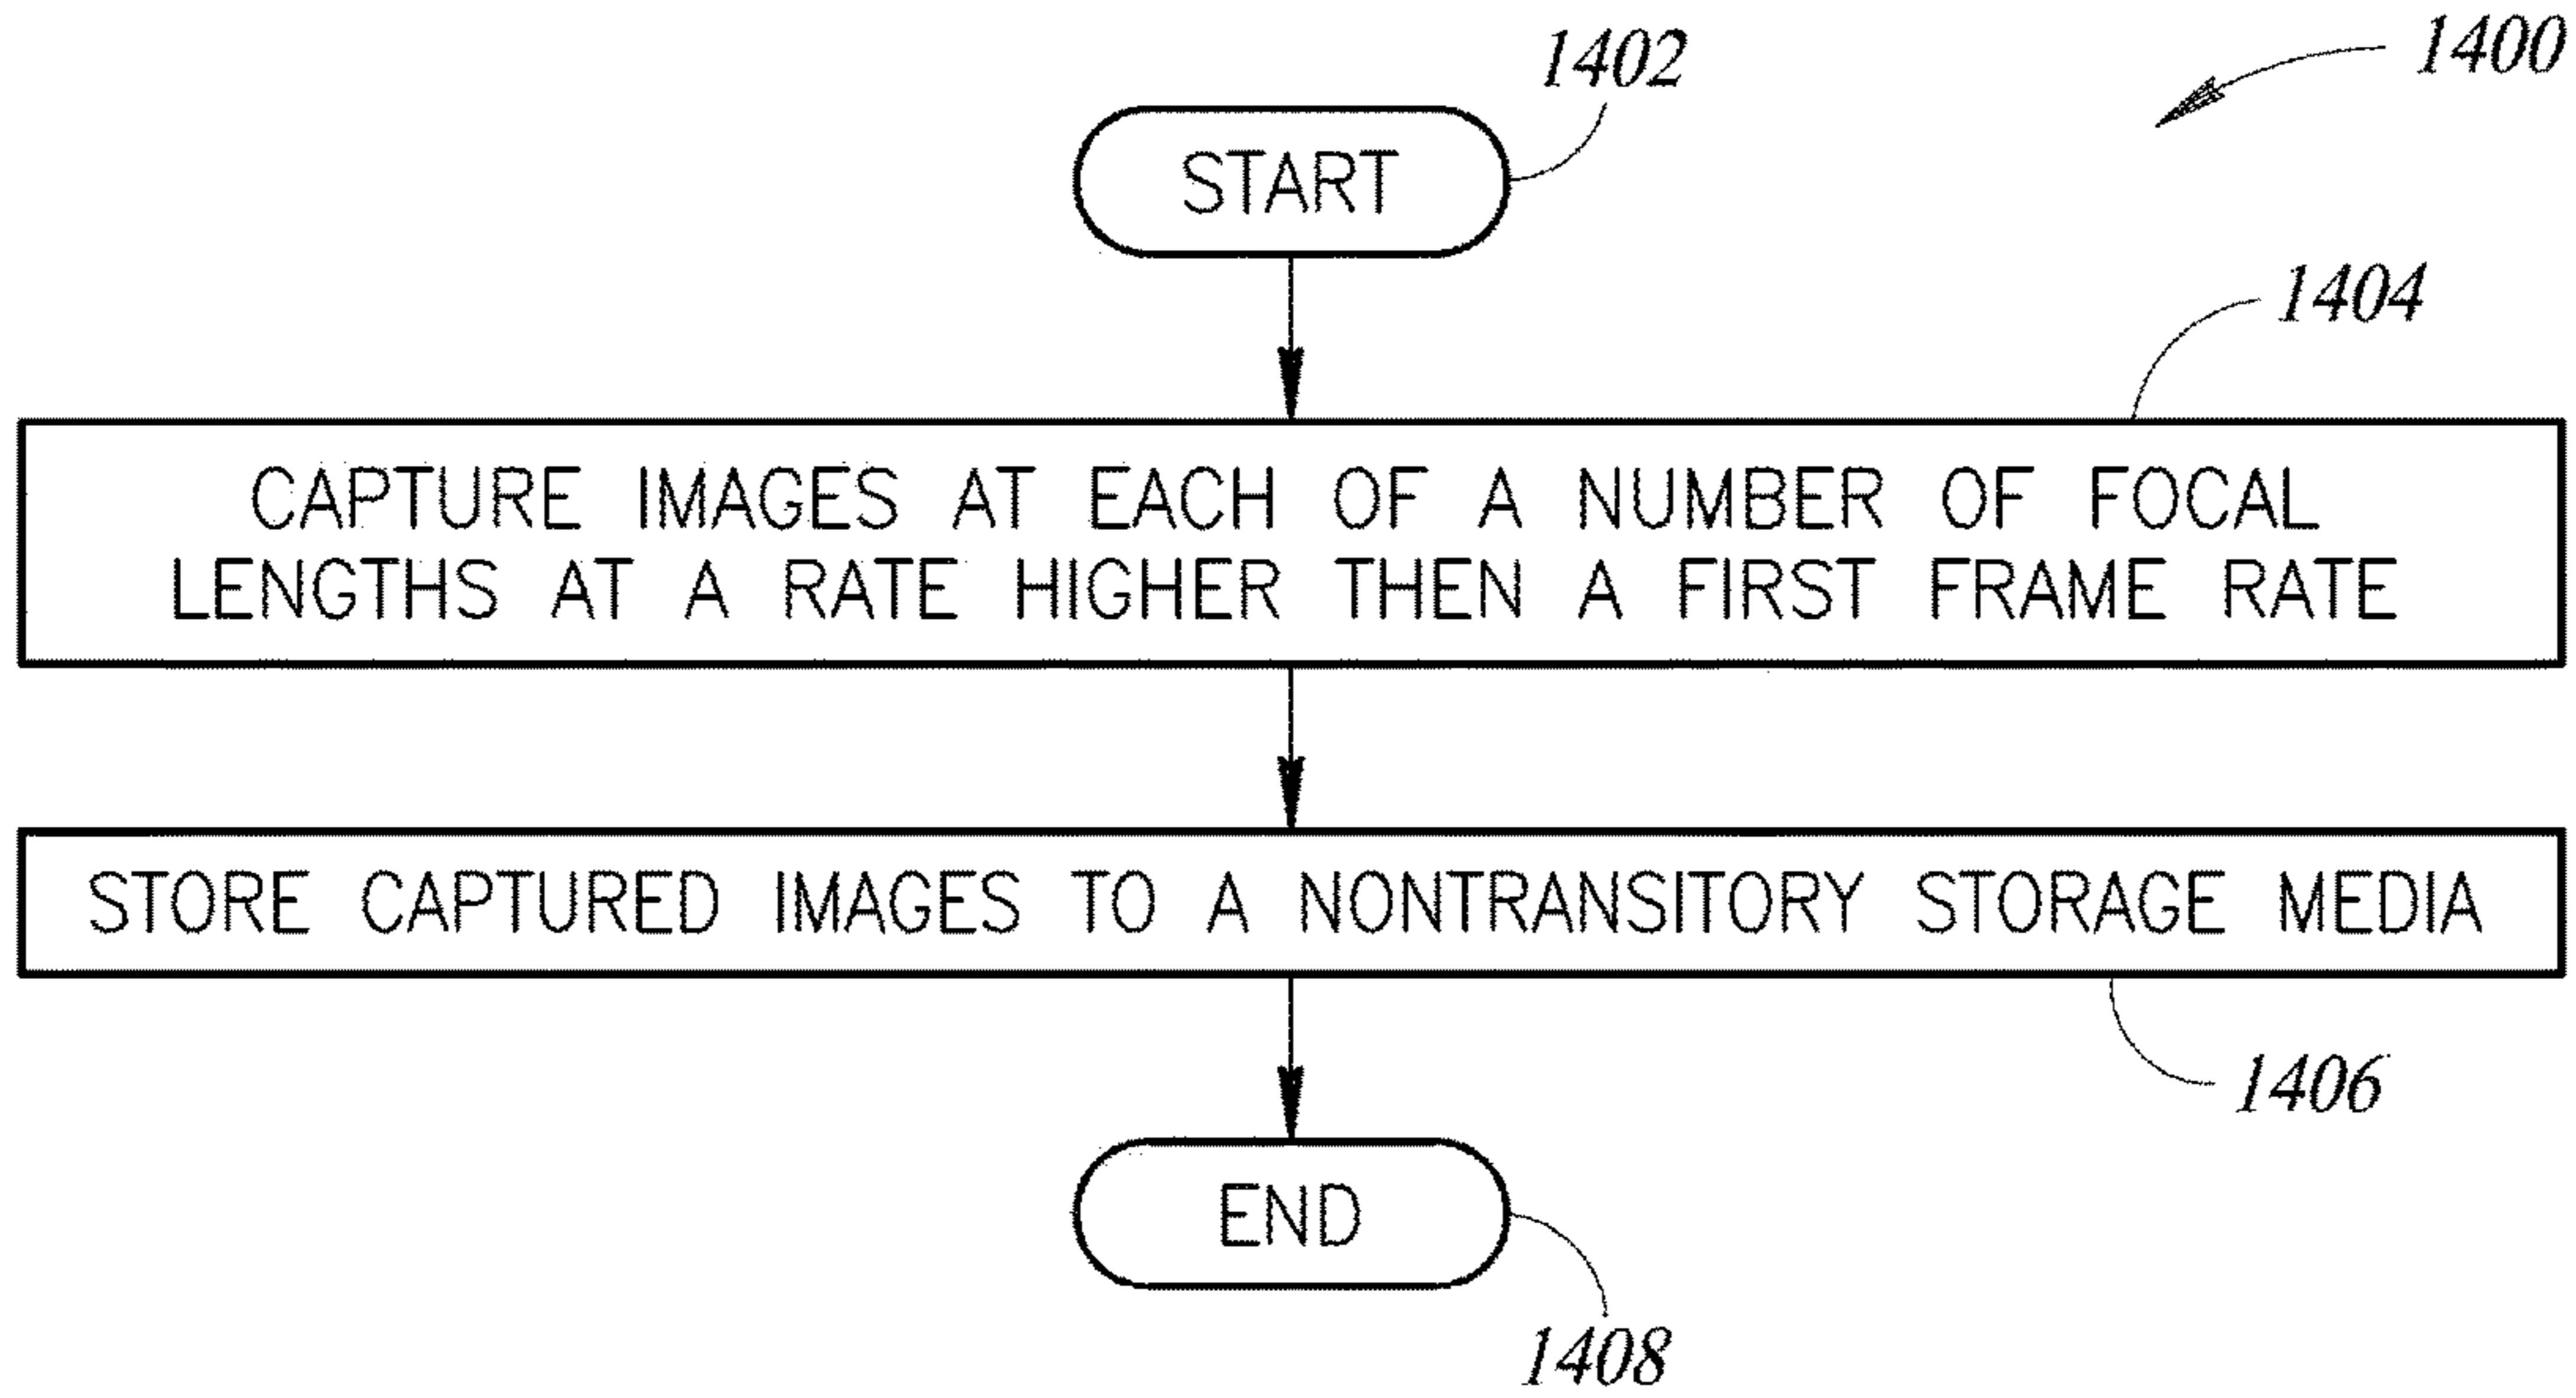 1400
1402
START
1404
CAPTURE IMAGES AT EACH OF A NUMBER OF FOCAL
LENGTHS AT A RATE HIGHER THEN A FIRST FRAME RATE
STORE CAPTURED IMAGES TO A NONTRANSITORY STORAGE MEDIA
1406
END
1408